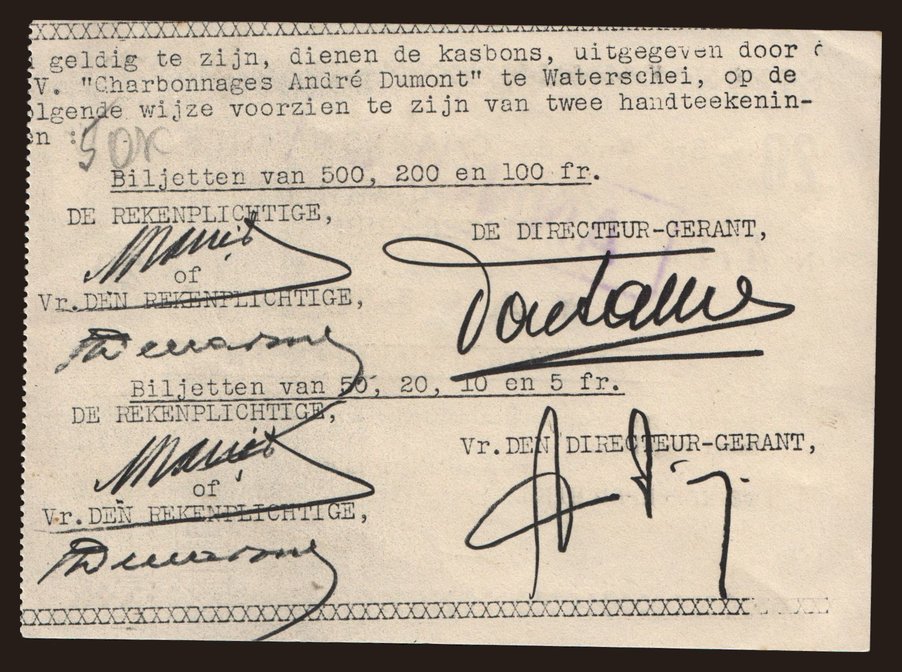 XXXXXXXXXXXXXXXXXXXXXXXXXXXXXXXXXXXXXXXXXXXXXXXXXXXX
geldig te zijn, dienen de kasbons, uitgegeven door
V. "Charbonnages André Dumont" te Waterschei, op de
lgende wijze voorzien te zijn van twee handteekenin-
n :
Biljetten van 500, 200 en 100 fr.
DE REKENPLICHTIGE,
DE DIRECTEUR-GERANT,
of
Vr.DEN REKENPLICHTIGE,
Biljetten van 50, 20, 10 en 5 fr.
DE REKENPLICHTIGE,
Vr.DEN DIRECTEUR-GERANT,
of
Vr.DEN REKENPLICHTIGE,
XXXXXXXXXXXXXXXXXXXXXXXXXXXXXXXXXXXXXXXXXXXXXXXXXXXX